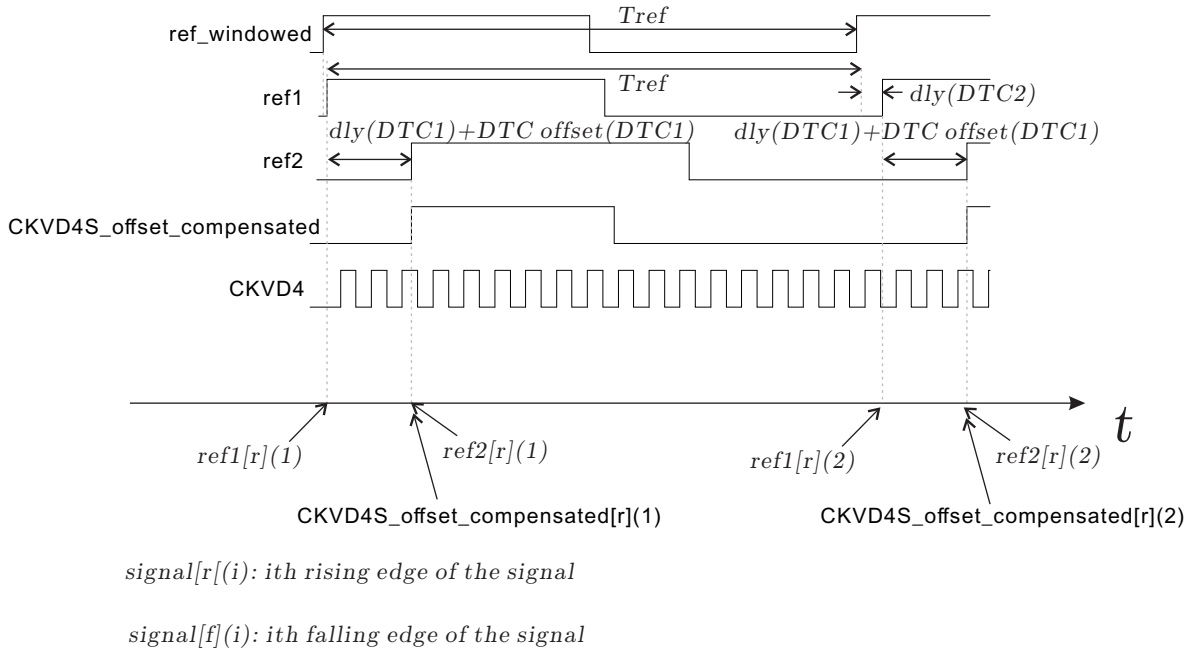 Tref
ref_windowed
Tref
ref1
dly(DTC2)
dly(DTC1)+DTC offset(DTC1)
dly(DTC1)+DTC offset(DTC1)
ref2
CKVD4S_offset_compensated
CKVD4
t
ref1[r](1)
ref2[r](1)
ref1[r](2)
ref2[r](2)
CKVD4S_offset_compensated[r](1)
CKVD4S_offset_compensated[r](2)
signal[r[(i): ith rising edge of the signal
signal[f](i): ith falling edge of the signal